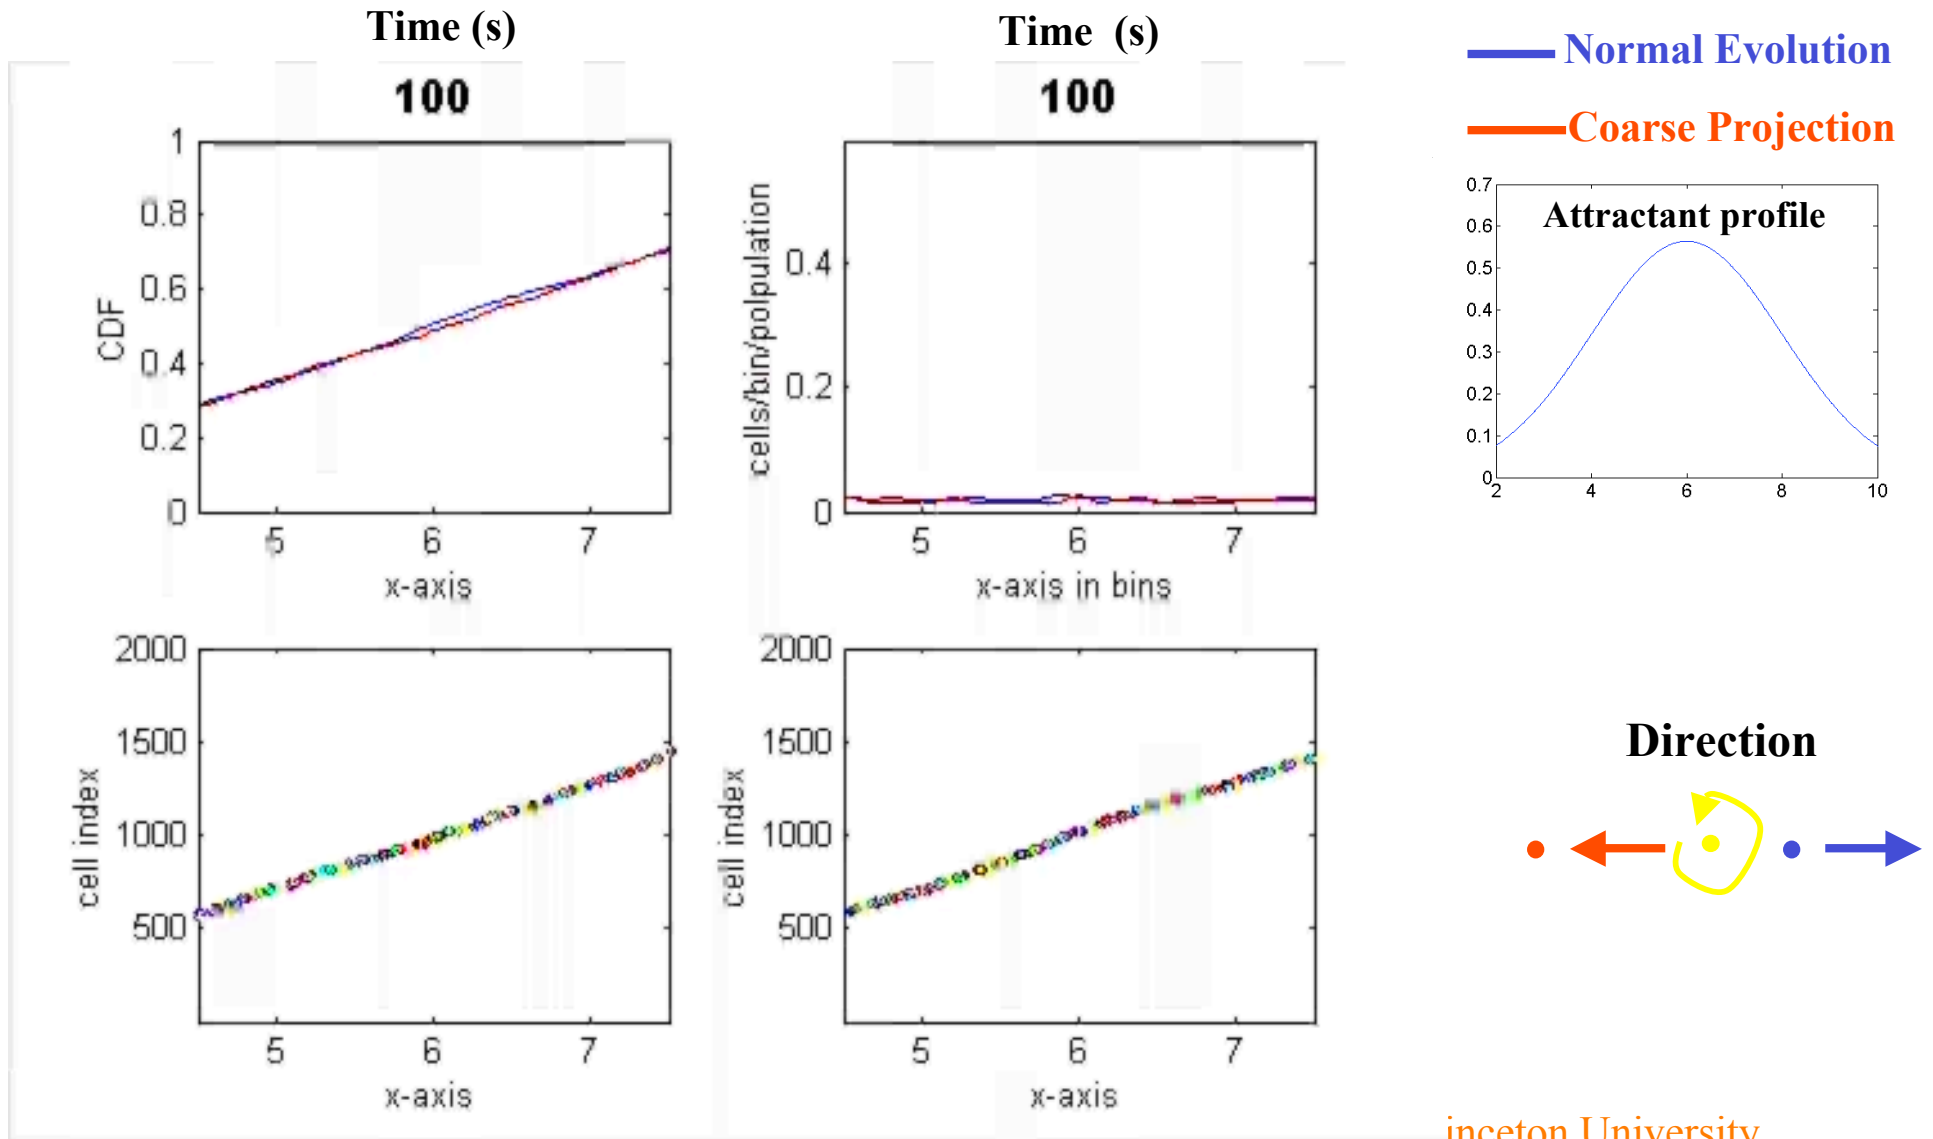 Time (s)
100
1
0.8
0.6
0.4
0.2
0
CDF
5 6 7
x-axis
Time (s)
100
0.4
0.2
0
cells/bin/polpulation
5 6 7
x-axis in bins
Normal Evolution
Coarse Projection
0.7
0.6
0.5
0.4
0.3
0.2
0.1
0
Attractant profile
2 4 6 8 10
2000
1500
1000
500
cell index
5 6 7
x-axis
2000
1500
1000
500
cell index
5 6 7
x-axis
Direction
inceton University